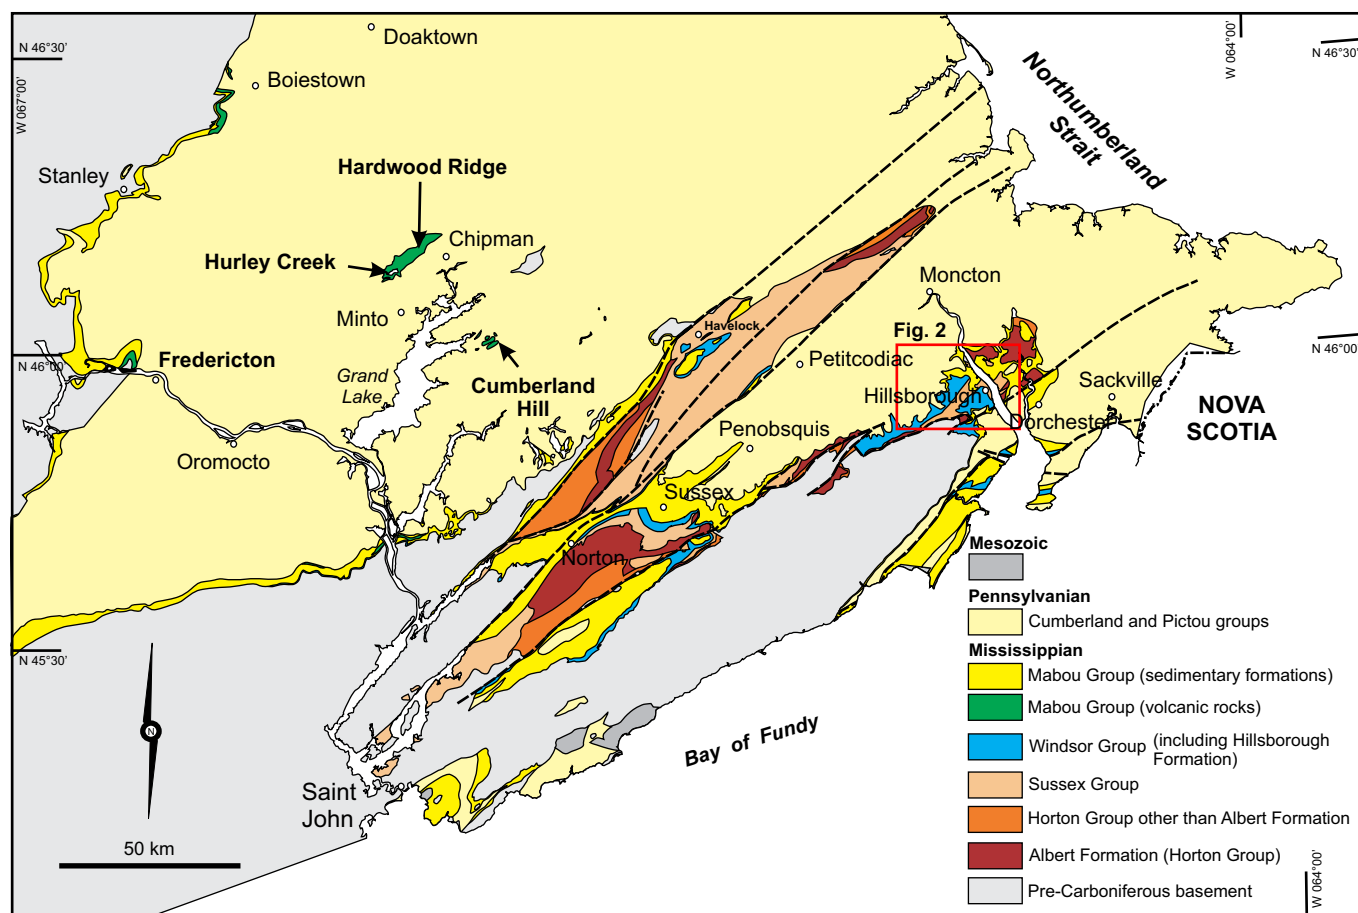 N 46°30'
W 067°00'
Doaktown
Boiestown
W 064°00'
N 46°30'
Northumberland
Strait
Stanley
Hardwood Ridge
Chipman
Hurley Creek
Moncton
Minto
Havelock
Fig. 2
N 46°00'
Fredericton
Petitcodiac
N 46°00'
Grand
Lake
Cumberland
Hill
Hillsborough
Sackville
Dorchester
NOVA
SCOTIA
Penobsquis
Oromocto
Sussex
Norton
N 45°30'
N
Bay of Fundy
Saint
John
50 km
Mesozoic
Pennsylvanian
Cumberland and Pictou groups
Mississippian
Mabou Group (sedimentary formations)
Mabou Group (volcanic rocks)
Windsor Group (including Hillsborough
Formation)
Sussex Group
Horton Group other than Albert Formation
Albert Formation (Horton Group)
Pre-Carboniferous basement
W 064°00'